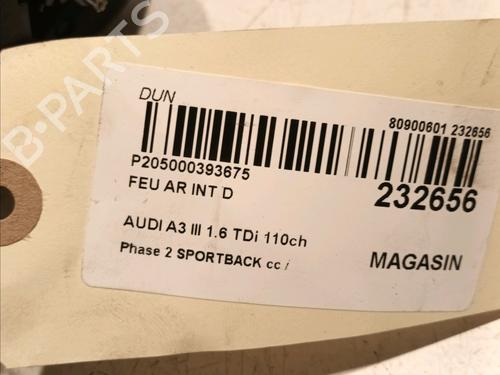 DUN
80900601 232656
P205000393675
FEU AR INT D
232656
AUDI A3 III 1.6 TDi 110ch
Phase 2 SPORTBACK cc /
MAGASIN
B-PARTS